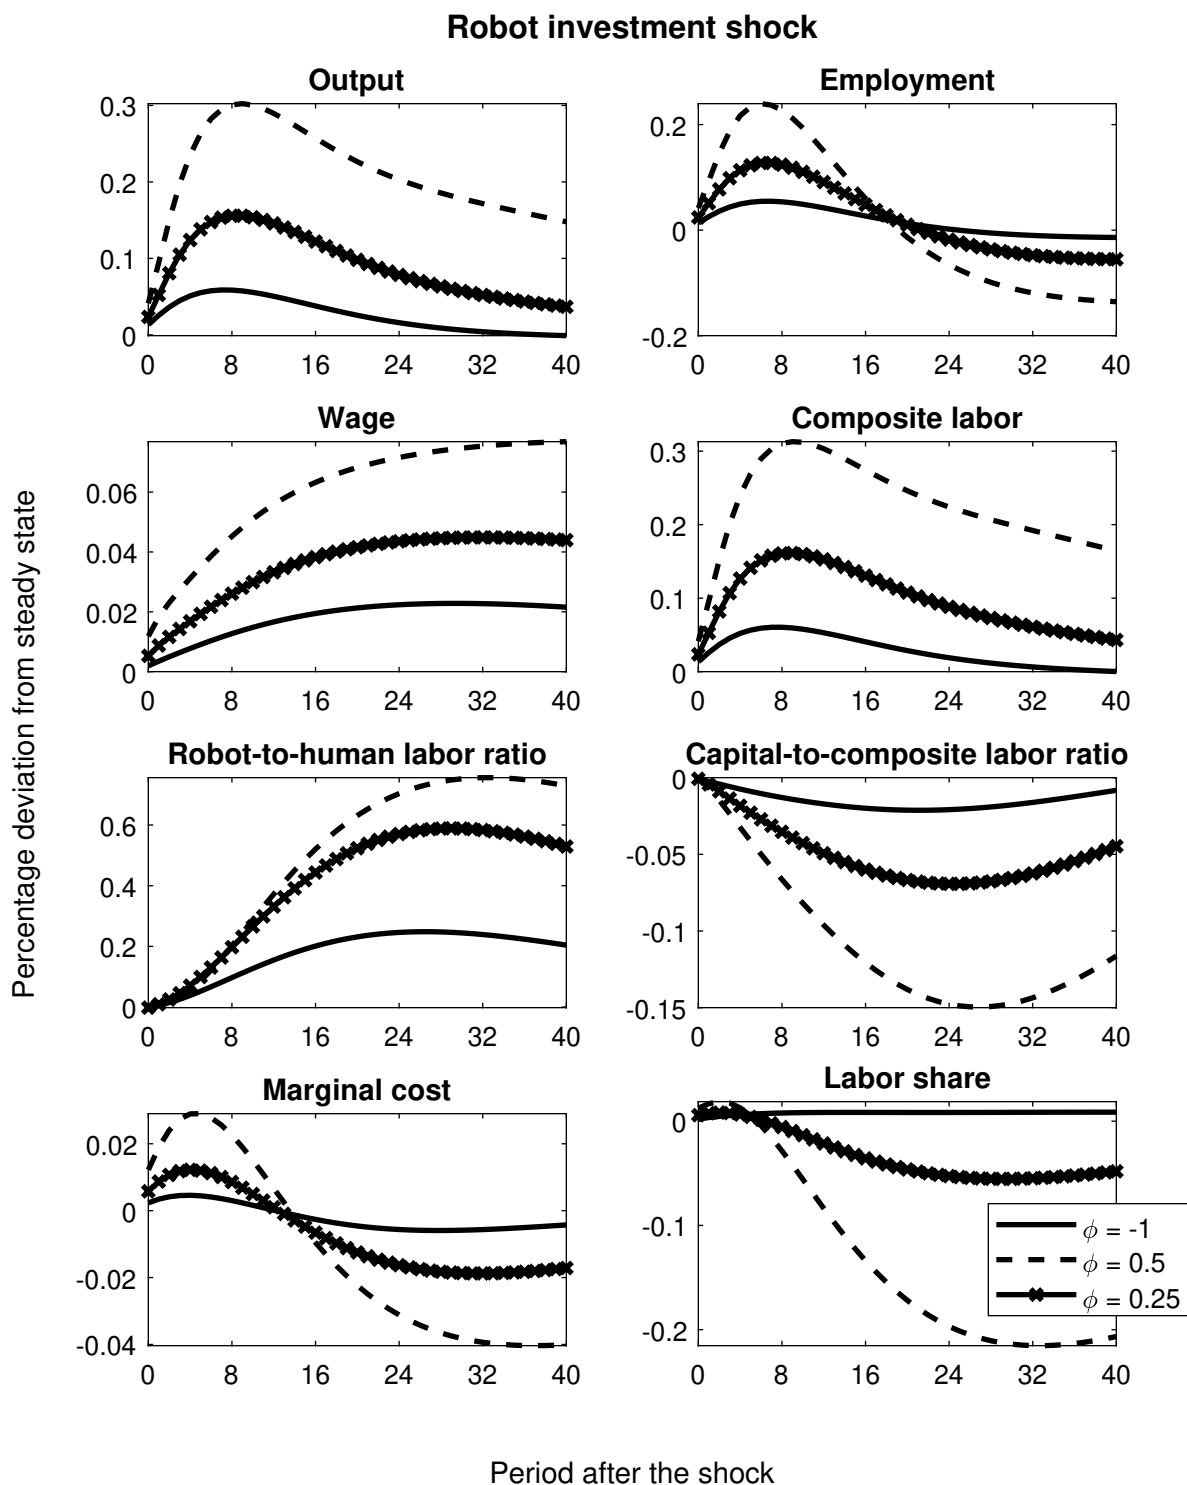 Robot investment shock
Output
0.3
0.2
0.1
0
0 8 16 24 32 40
Employment
0.2
0
-0.2
0 8 16 24 32 40
Wage
0.06
0.04
0.02
0
0 8 16 24 32 40
Composite labor
0.3
0.2
0.1
0
0 8 16 24 32 40
Robot-to-human labor ratio
0.6
0.4
0.2
0
0 8 16 24 32 40
Capital-to-composite labor ratio
0
-0.05
-0.1
-0.15
0 8 16 24 32 40
Marginal cost
0.02
0
-0.02
-0.04
0 8 16 24 32 40
Labor share
0
-0.1
-0.2
0 8 16 24 32 40
ϕ = -1
ϕ = 0.5
ϕ = 0.25
Percentage deviation from steady state
Period after the shock